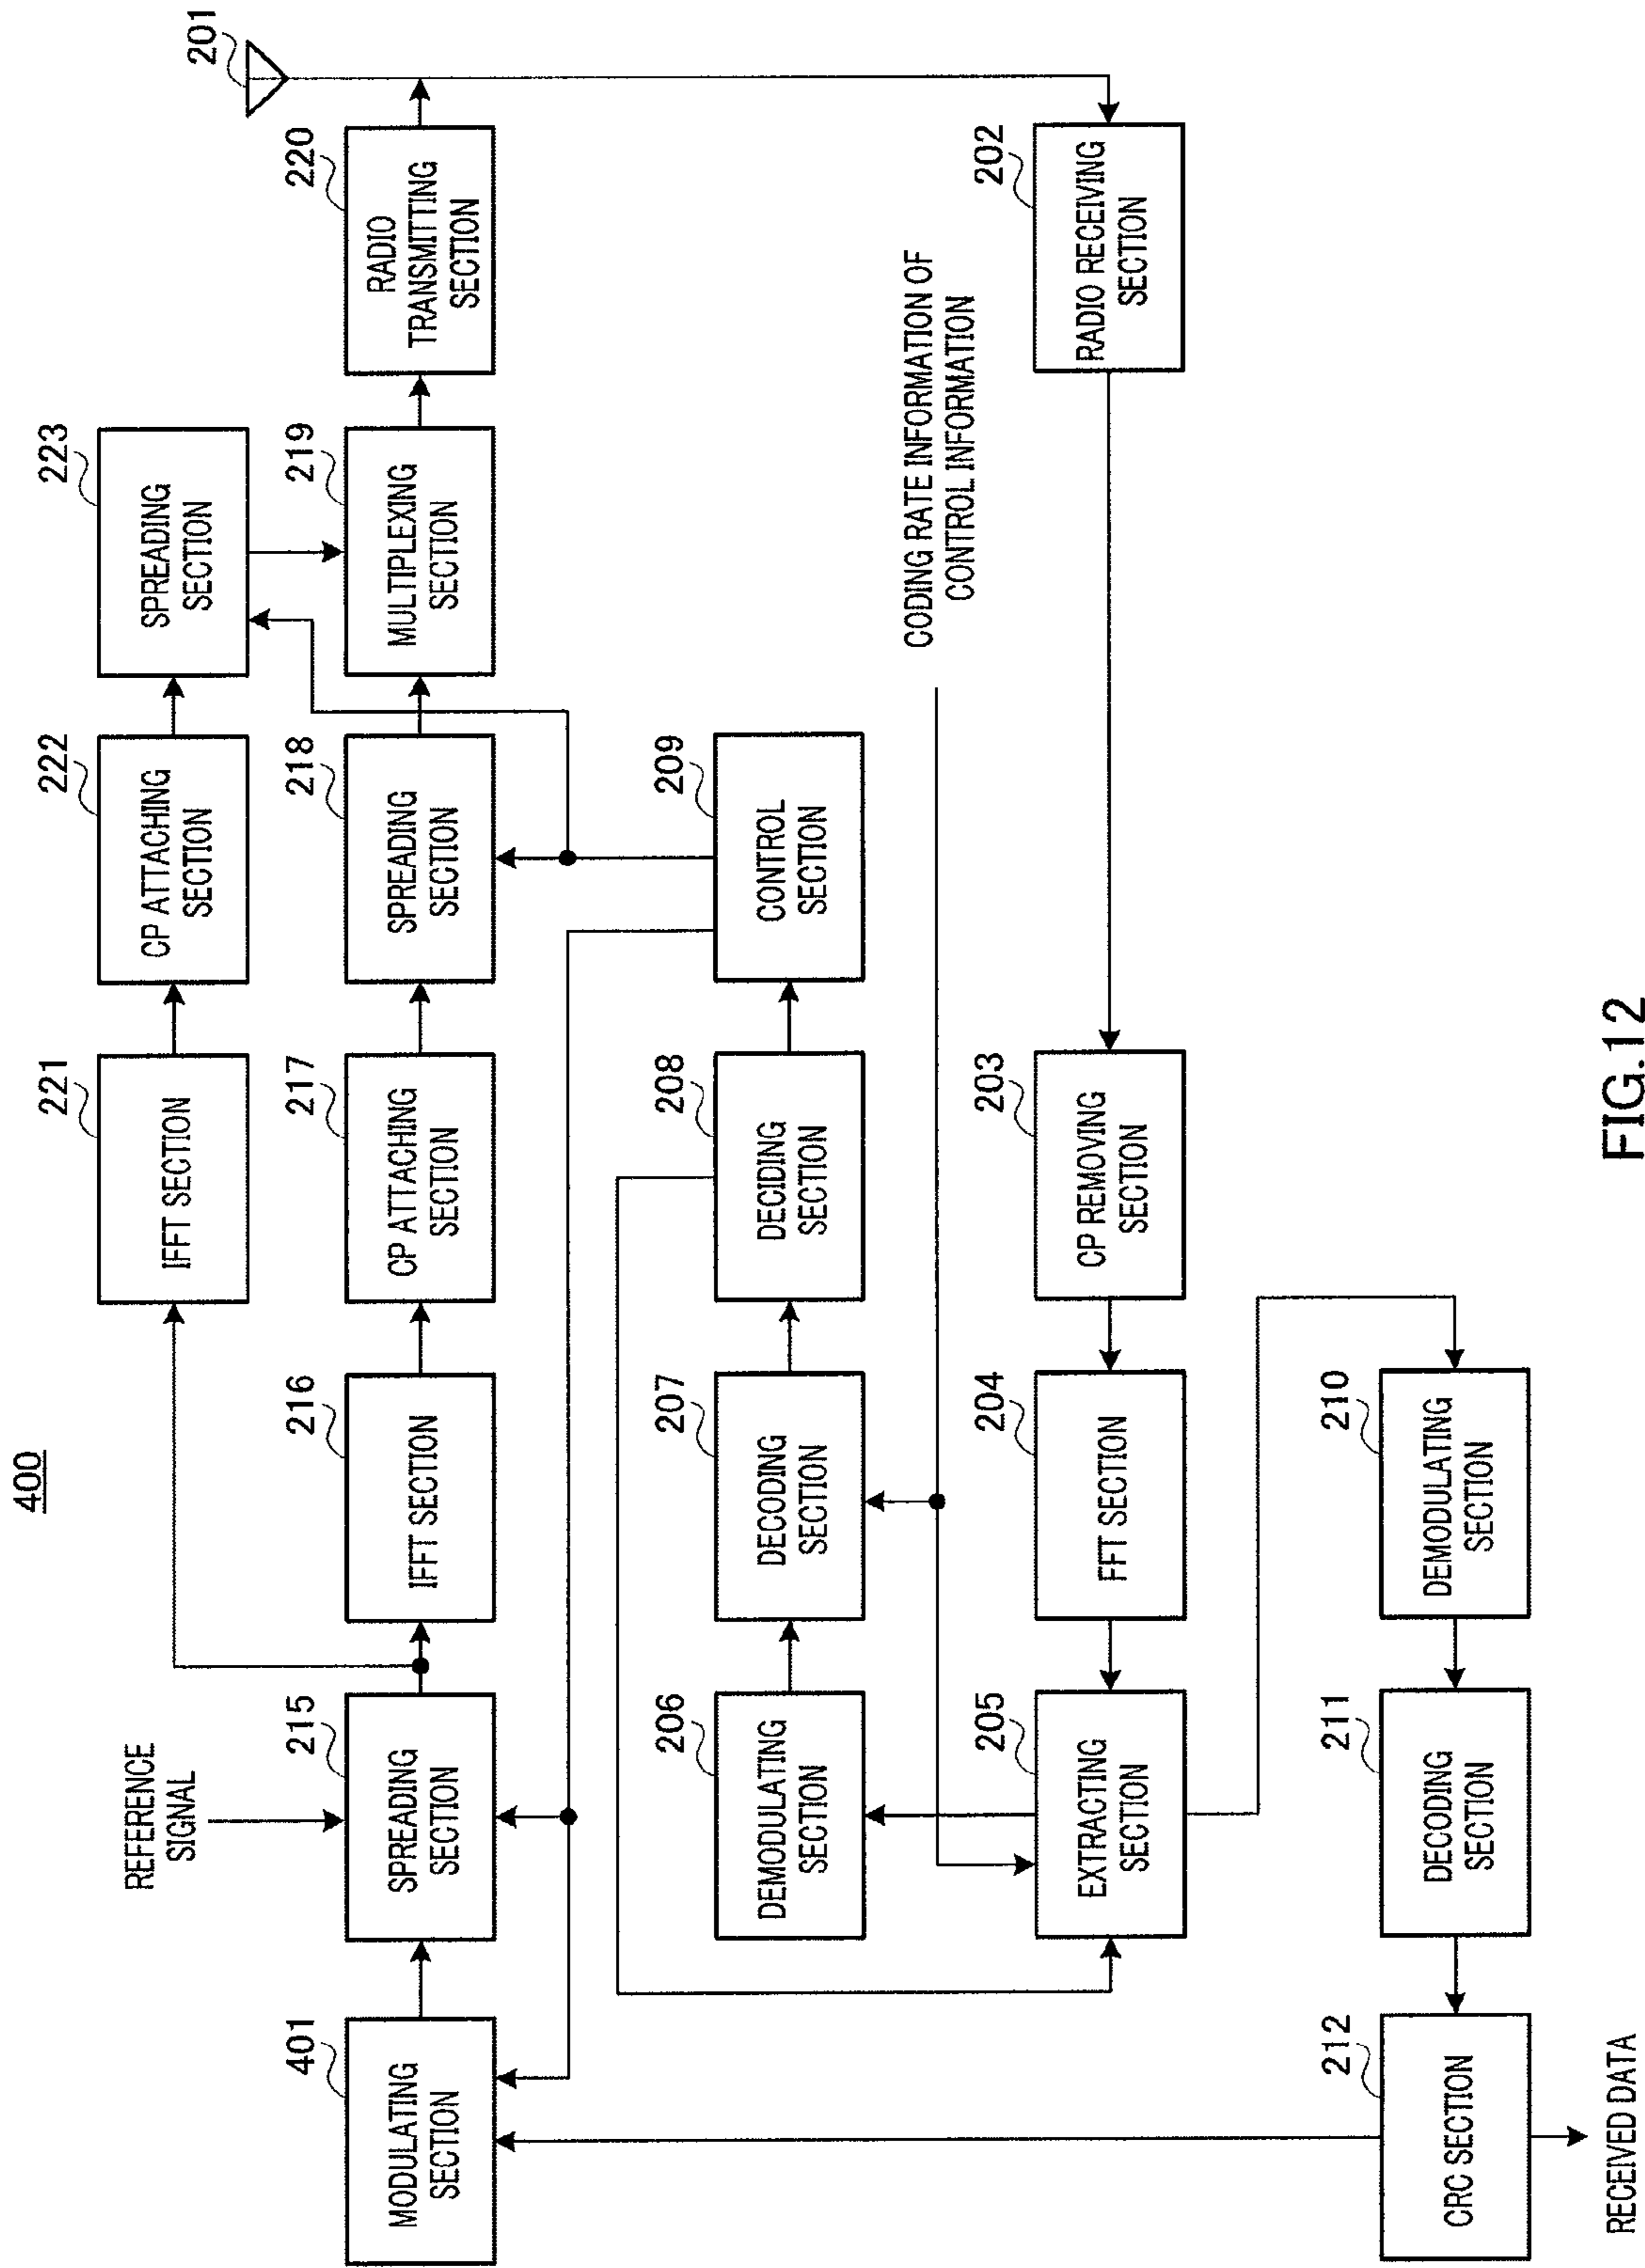 400
REFERENCE
SIGNAL
221
IFFT SECTION
222
CP ATTACHING
SECTION
223
SPREADING
SECTION
201
401
MODULATING
SECTION
215
SPREADING
SECTION
216
IFFT SECTION
217
CP ATTACHING
SECTION
218
SPREADING
SECTION
219
MULTIPLEXING
SECTION
220
RADIO
TRANSMITTING
SECTION
206
DEMODULATING
SECTION
207
DECODING
SECTION
208
DECIDING
SECTION
209
CONTROL
SECTION
CODING RATE INFORMATION OF
CONTROL INFORMATION
205
EXTRACTING
SECTION
204
FFT SECTION
203
CP REMOVING
SECTION
202
RADIO RECEIVING
SECTION
212
CRC SECTION
211
DECODING
SECTION
210
DEMODULATING
SECTION
RECEIVED DATA
FIG.12